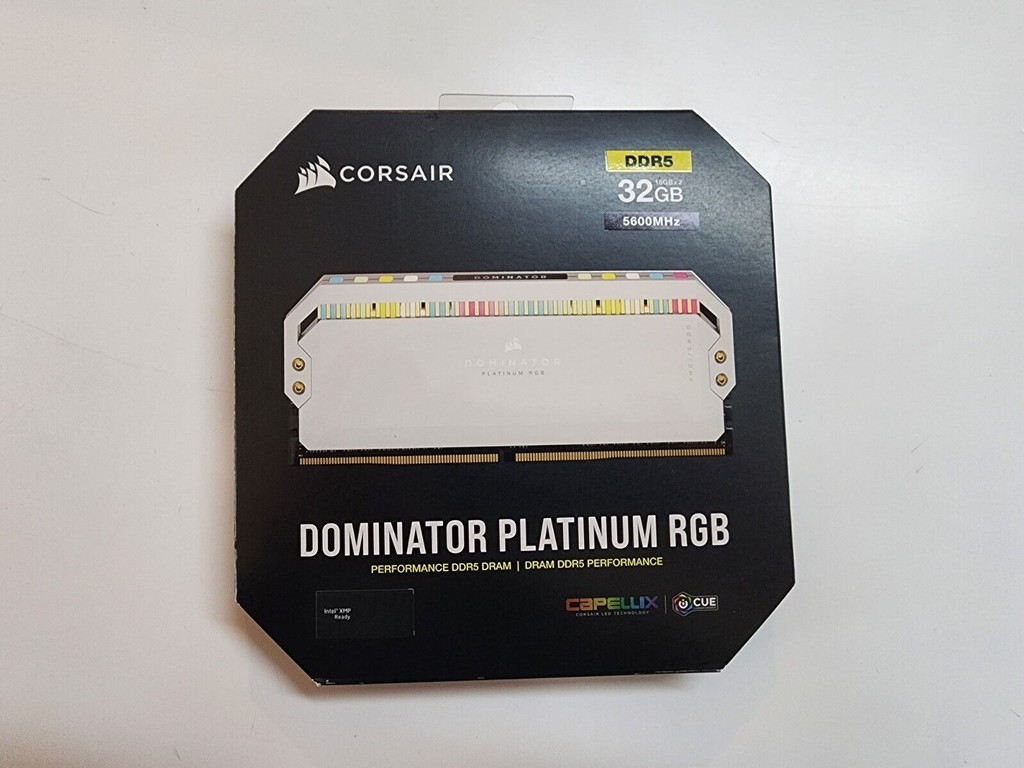 CORSAIR
DDR5
16GB x 2
32GB
5600MHz
DOMINATOR
DOMINATOR
PLATINUM RGB
DOMINATOR PLATINUM RGB
PERFORMANCE DDR5 DRAM | DRAM DDR5 PERFORMANCE
Intel® XMP
Ready
CAPELLIX
CORSAIR LED TECHNOLOGY
CUE